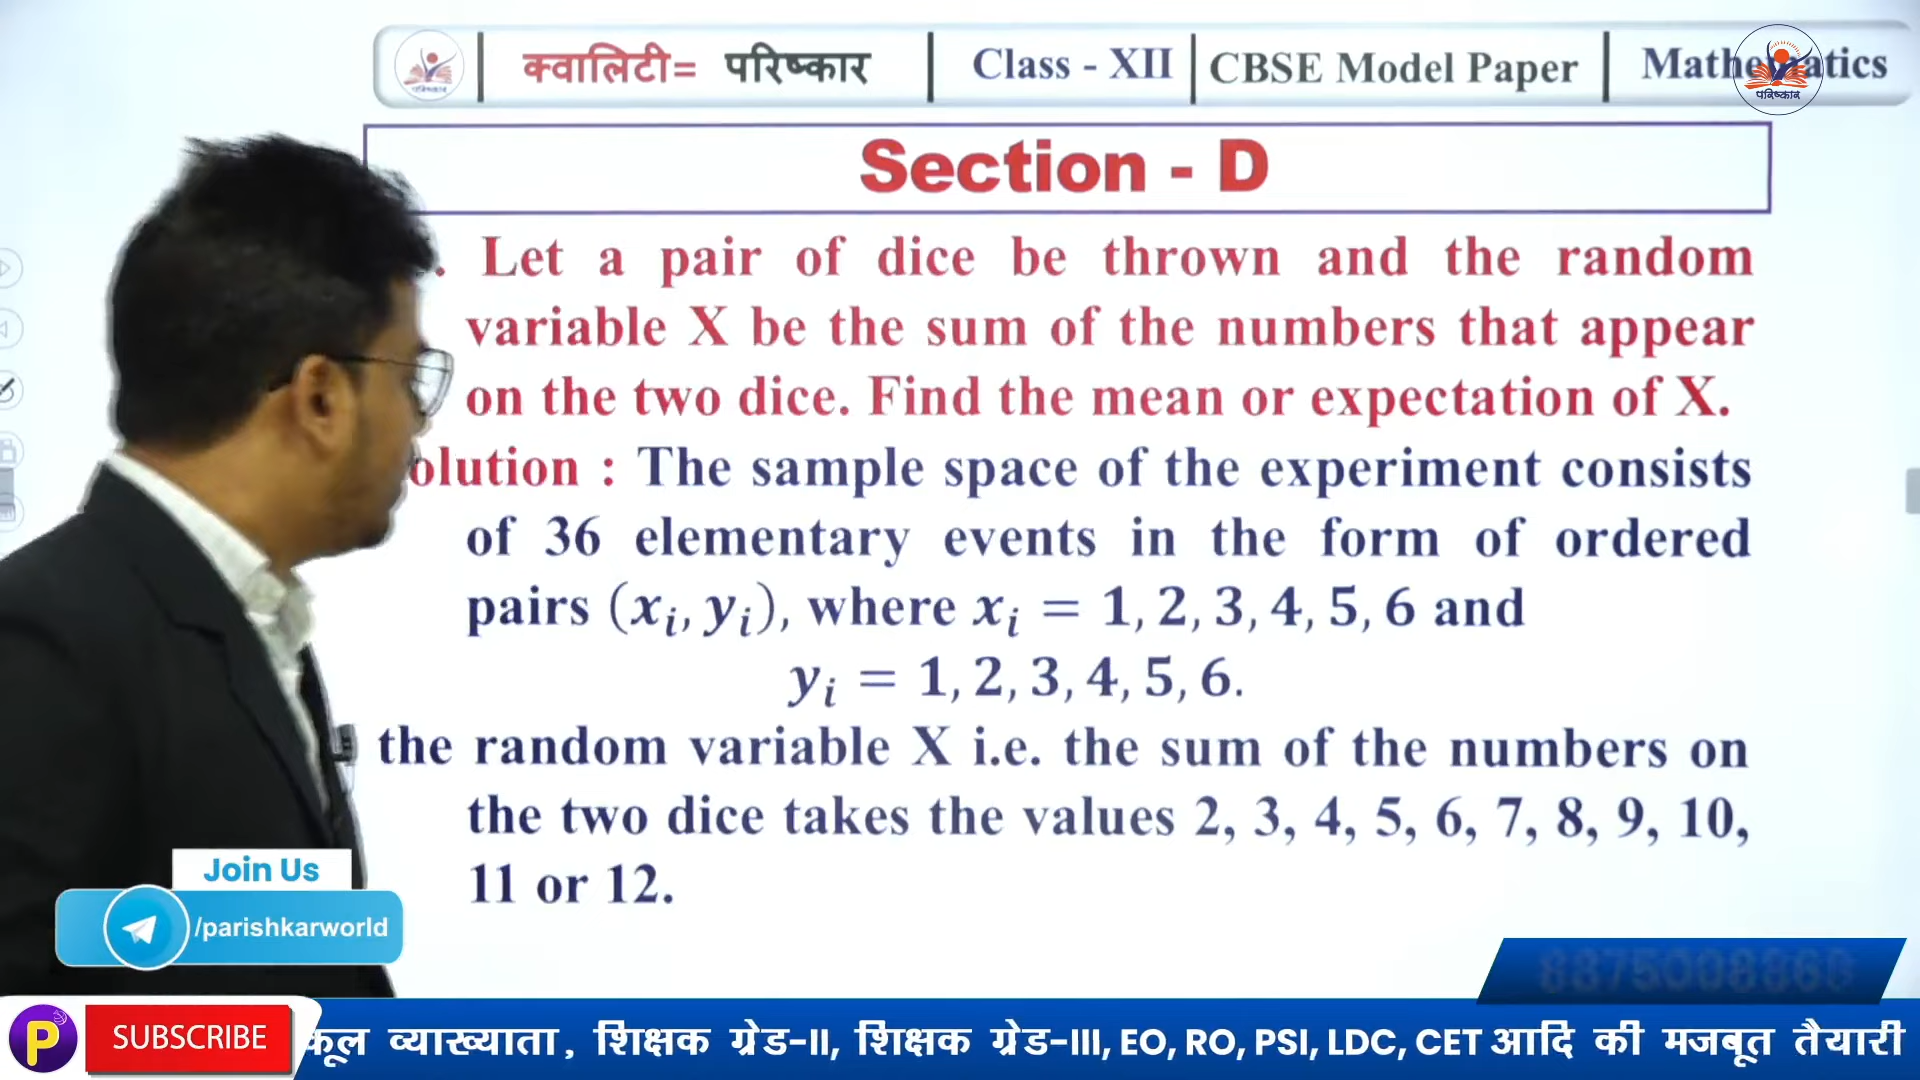 क्वालिटी= परिष्कार
Class - XII
CBSE Model Paper
परिष्कार
Section - D
. Let a pair of dice be thrown and the random
variable X be the sum of the numbers that appear
on the two dice. Find the mean or expectation of X.
olution : The sample space of the experiment consists
of 36 elementary events in the form of ordered
pairs (xᵢ, yᵢ), where xᵢ = 1, 2, 3, 4, 5, 6 and
yᵢ = 1, 2, 3, 4, 5, 6.
the random variable X i.e. the sum of the numbers on
the two dice takes the values 2, 3, 4, 5, 6, 7, 8, 9, 10,
11 or 12.
Join Us
/parishkarworld
P
SUBSCRIBE
व्याख्याता, शिक्षक ग्रेड-II, शिक्षक ग्रेड-III, EO, RO, PSI, LDC, CET आदि की मजबूत तैयारी